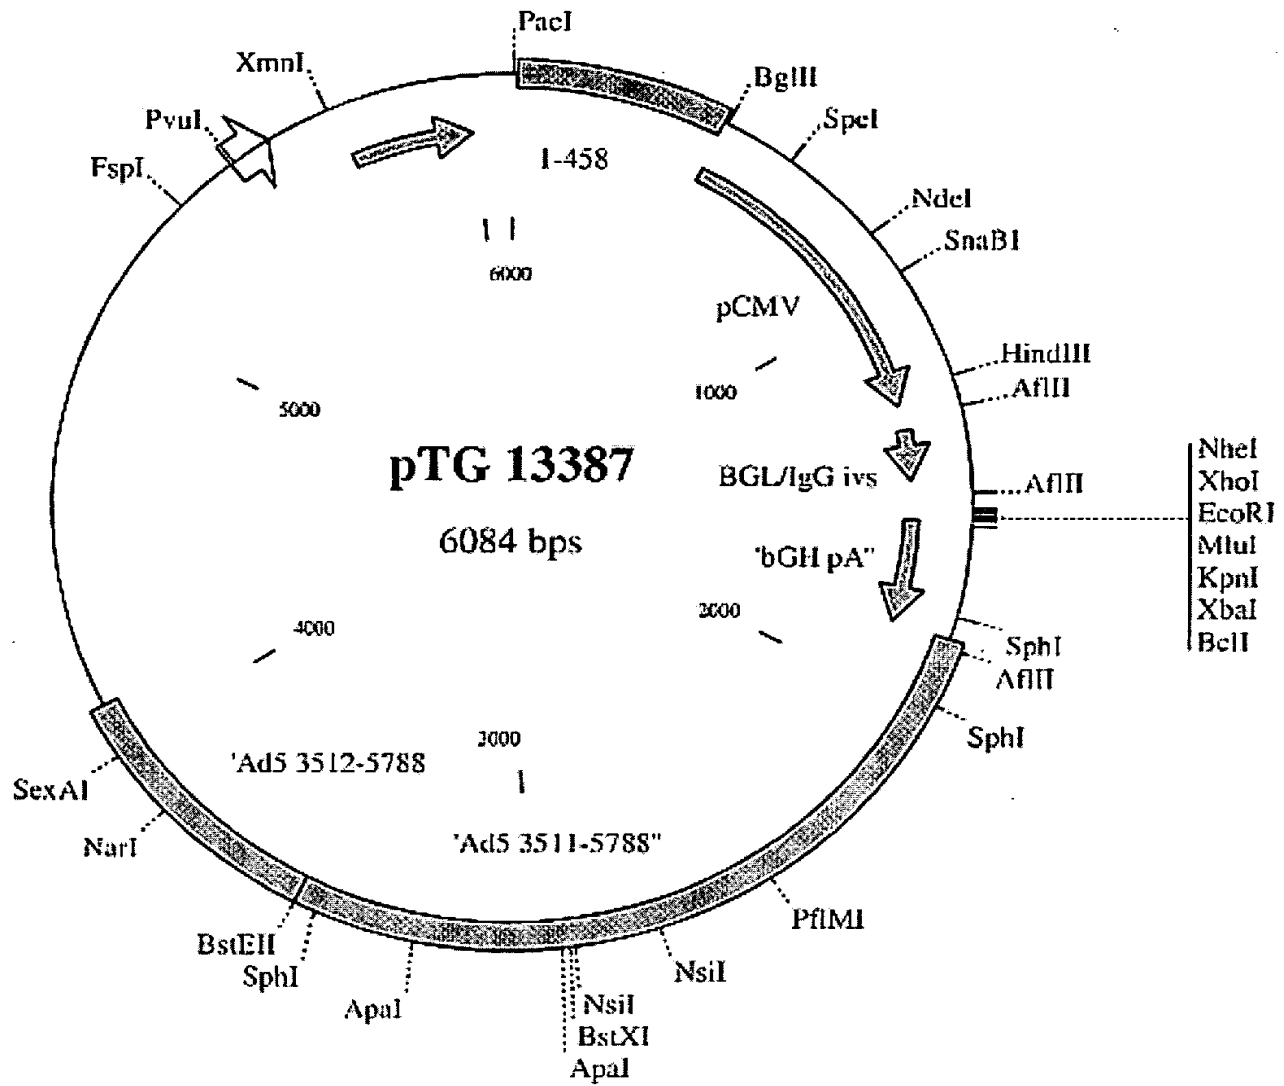 PacI
XmnI
BglII
PvuI
SpeI
FspI
1-458
NdeI
SnaBI
6000
pCMV
HindIII
AflII
1000
5000
NheI
pTG 13387
BGL/IgG ivs
XhoI
AflII
EcoRI
6084 bps
MluI
'bGH pA"
KpnI
XbaI
2000
4000
BclI
SphI
AflII
SphI
3000
'Ad5 3512-5788
SexAI
NarI
'Ad5 3511-5788"
PflMI
BstEII
SphI
NsiI
ApaI
NsiI
BstXI
ApaI